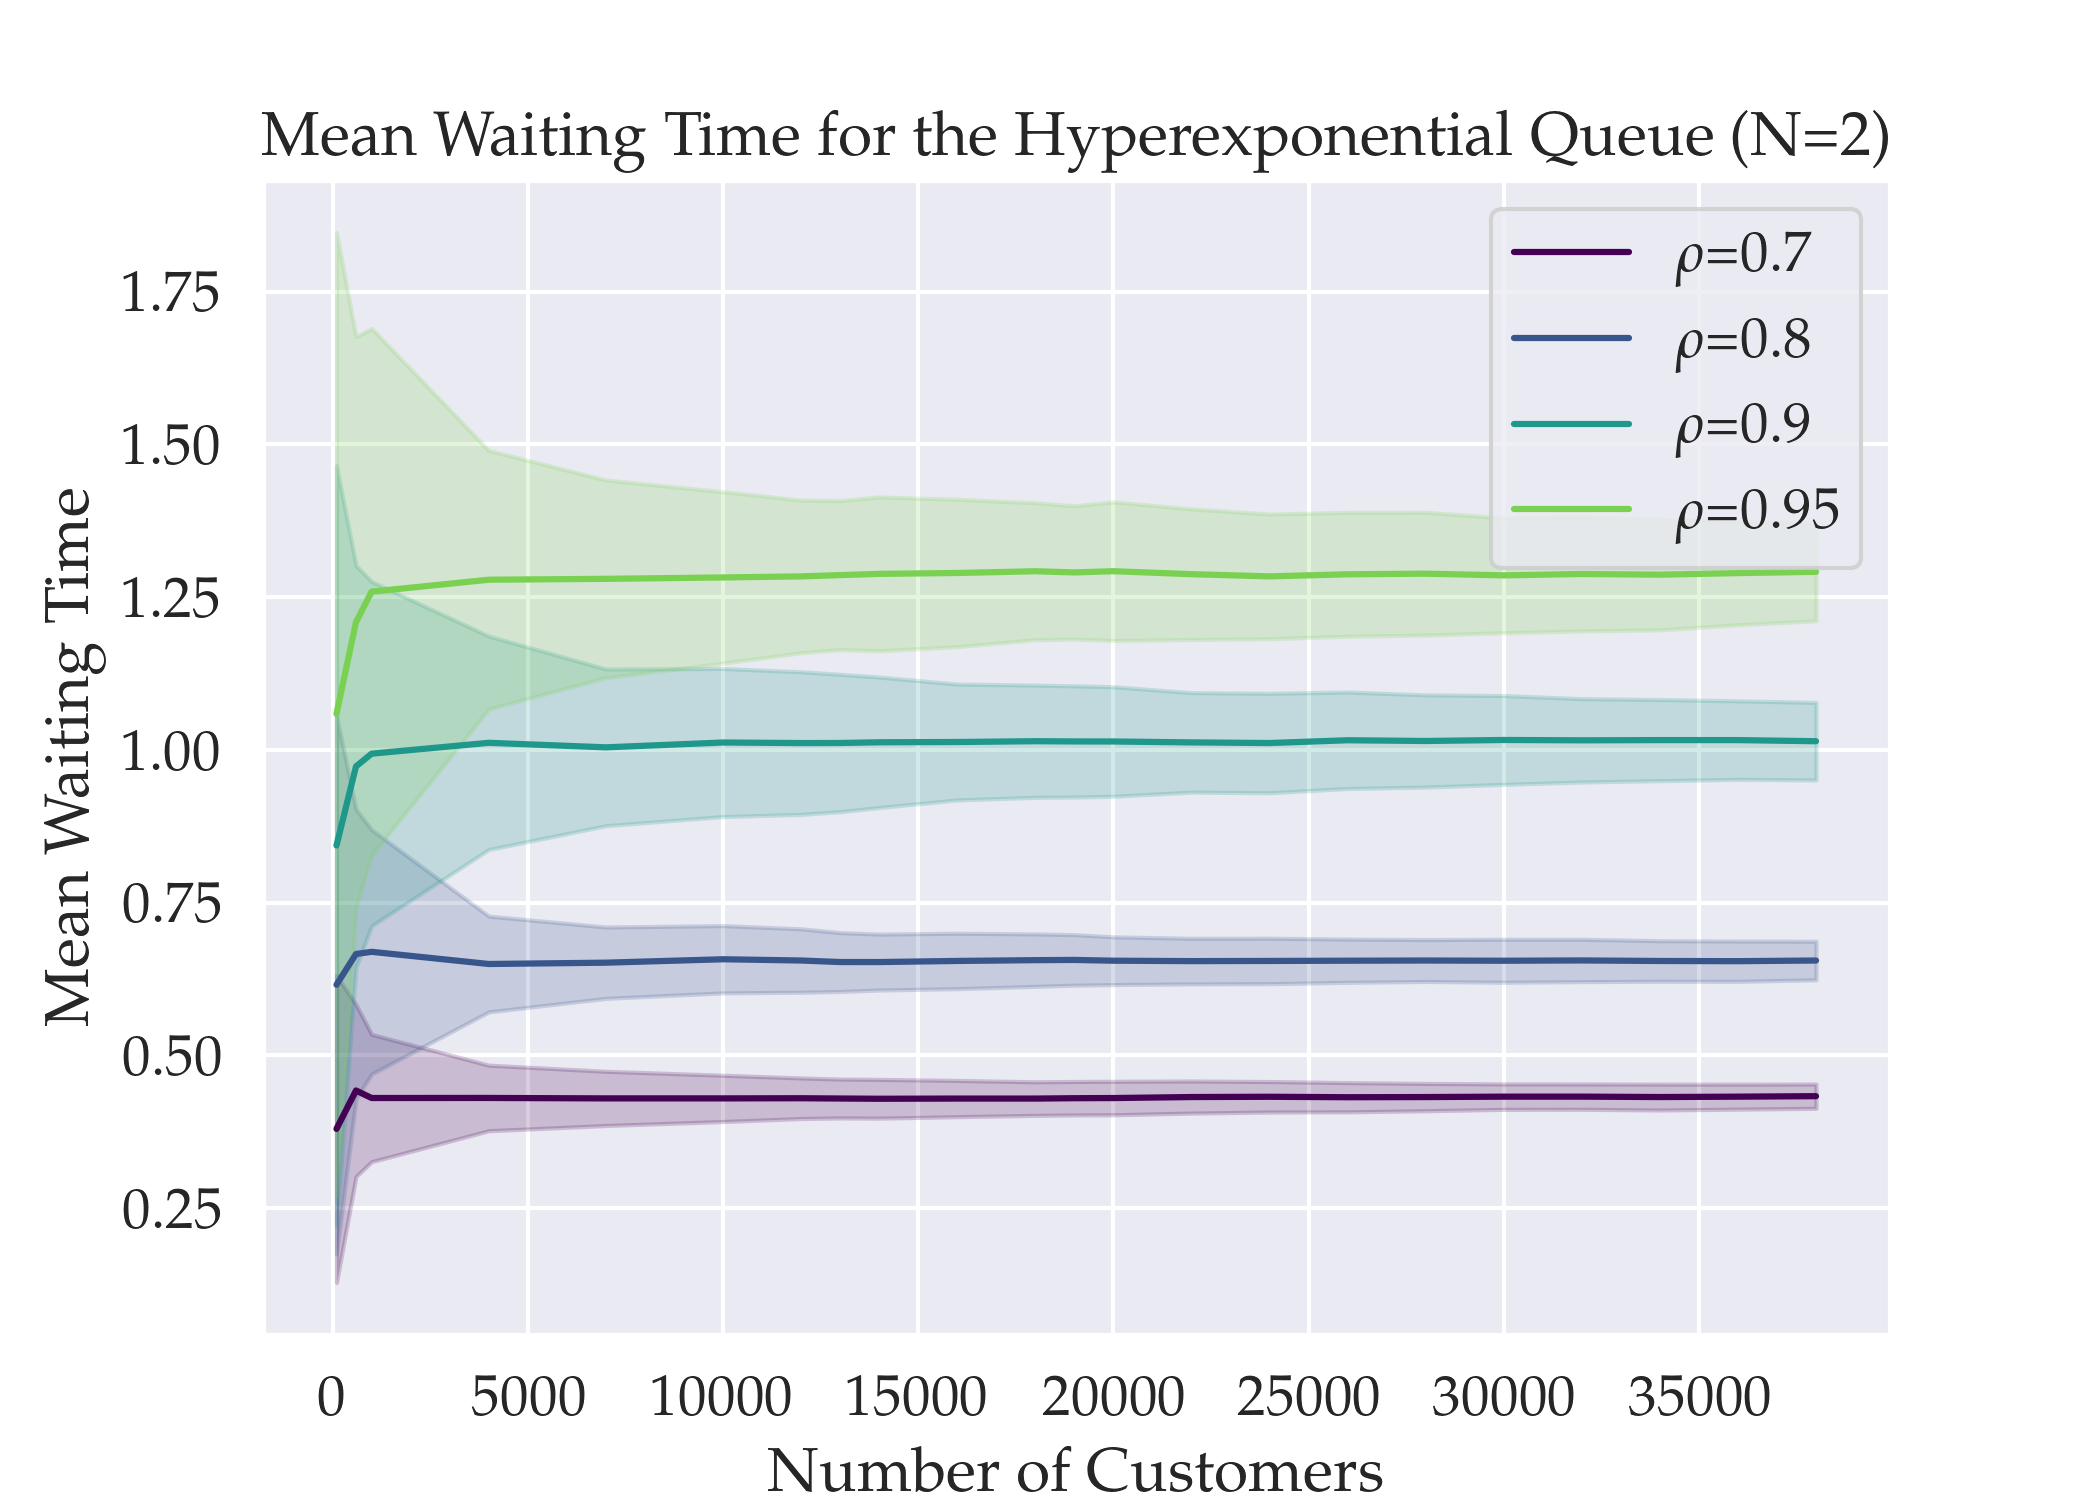 Mean Waiting Time for the Hyperexponential Queue (N=2)
ρ=0.7
ρ=0.8
ρ=0.9
ρ=0.95
Mean Waiting Time
1.75
1.50
1.25
1.00
0.75
0.50
0.25
0 5000 10000 15000 20000 25000 30000 35000
Number of Customers